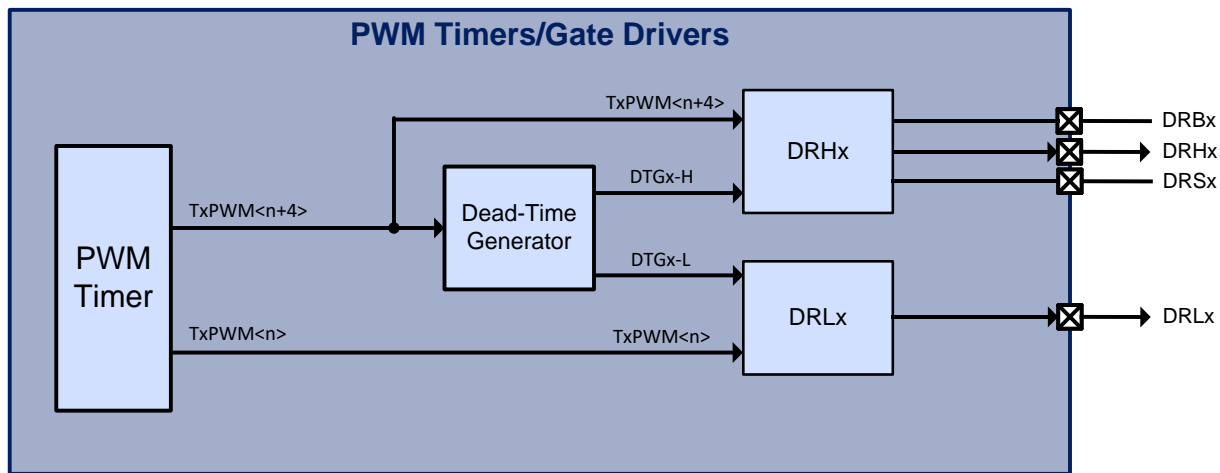 PWM Timers/Gate Drivers
TxPWM<n+4>
DRBx
DRHx
DRHx
DTGx-H
DRSx
TxPWM<n+4>
Dead-Time
Generator
PWM
Timer
DTGx-L
DRLx
DRLx
TxPWM<n>
TxPWM<n>